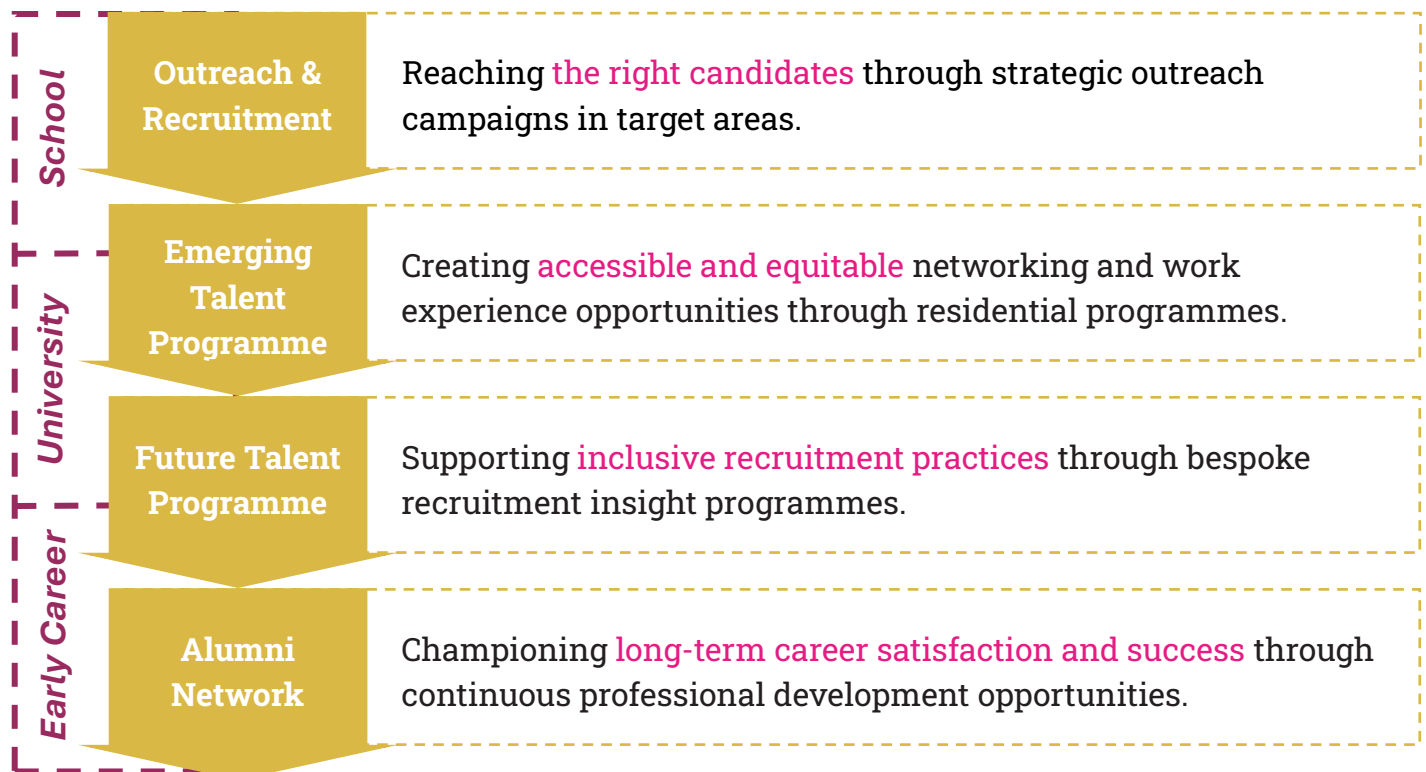 School
Outreach &
Recruitment
Reaching the right candidates through strategic outreach
campaigns in target areas.
University
Emerging
Talent
Programme
Creating accessible and equitable networking and work
experience opportunities through residential programmes.
Future Talent
Programme
Supporting inclusive recruitment practices through bespoke
recruitment insight programmes.
Early Career
Alumni
Network
Championing long-term career satisfaction and success through
continuous professional development opportunities.